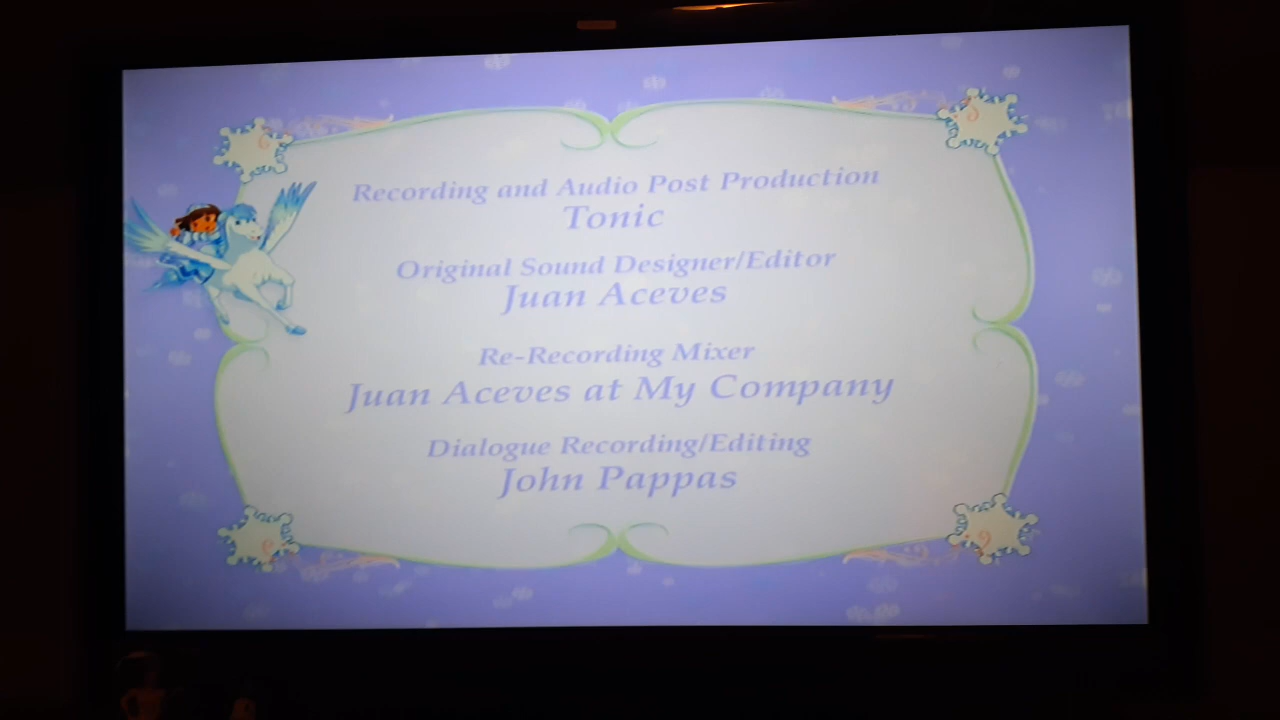 Recording and Audio Post Production
Tonic
Original Sound Designer/Editor
Juan Aceves
Re-Recording Mixer
Juan Aceves at My Company
Dialogue Recording/Editing
John Pappas